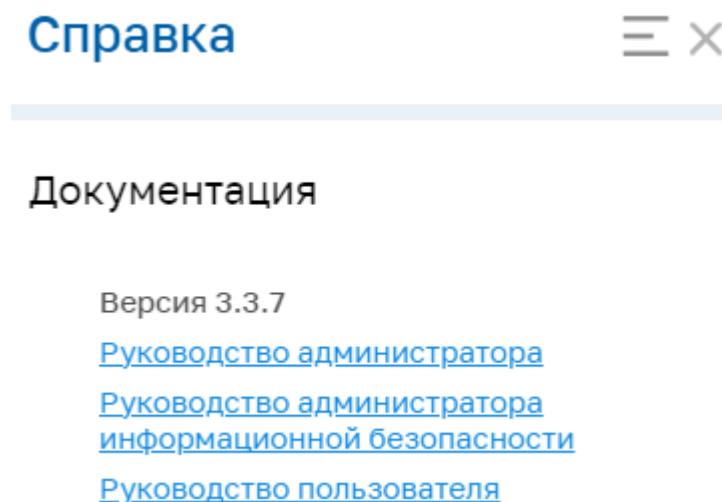 Справка
Документация
Версия 3.3.7
Руководство администратора
Руководство администратора
информационной безопасности
Руководство пользователя